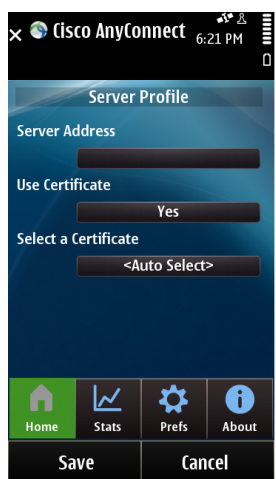 Cisco AnyConnect
6:21 PM
Server Profile
Server Address
Use Certificate
Yes
Select a Certificate
<Auto Select>
Home
Stats
Prefs
About
Save
Cancel